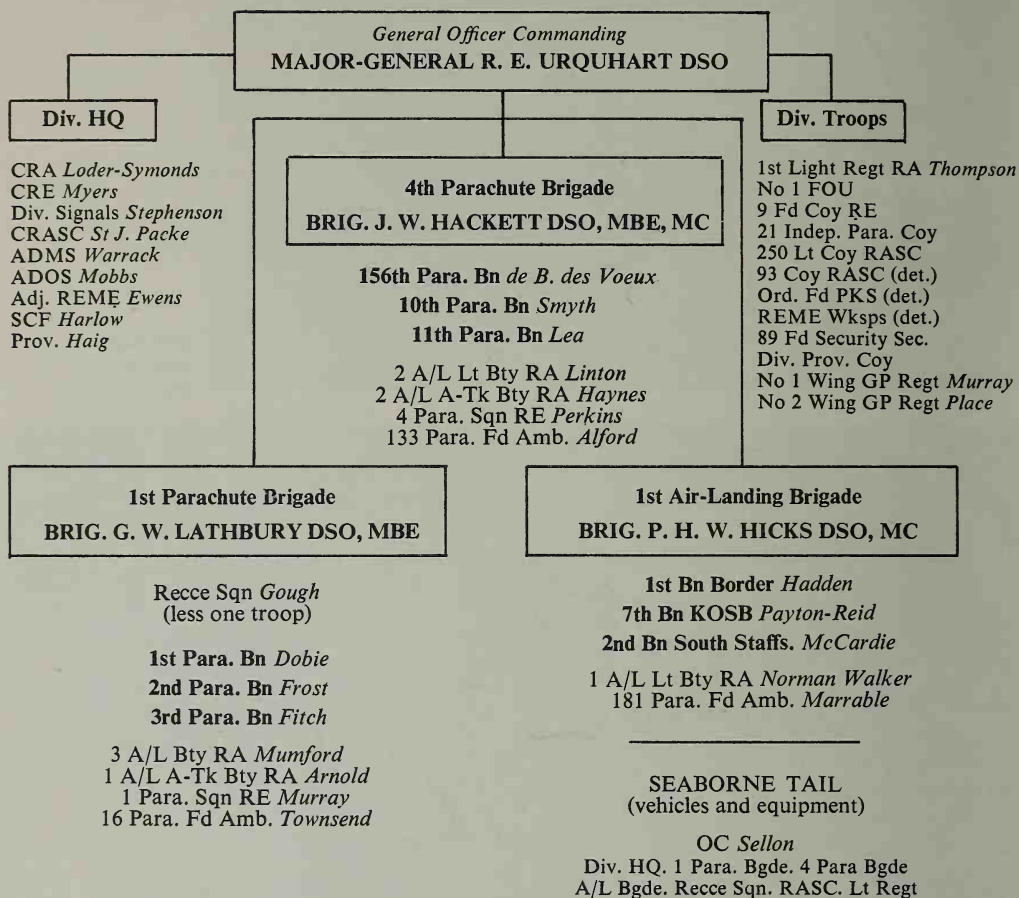 General Officer Commanding
MAJOR-GENERAL R. E. URQUHART DSO
Div. HQ
CRA Loder-Symonds
CRE Myers
Div. Signals Stephenson
CRASC St J. Packe
ADMS Warrack
ADOS Mobbs
Adj. REME Ewens
SCF Harlow
Prov. Haig
4th Parachute Brigade
BRIG. J. W. HACKETT DSO, MBE, MC
156th Para. Bn de B. des Voeux
10th Para. Bn Smyth
11th Para. Bn Lea
2 A/L Lt Bty RA Linton
2 A/L A-Tk Bty RA Haynes
4 Para. Sqn RE Perkins
133 Para. Fd Amb. Alford
Div. Troops
1st Light Regt RA Thompson
No 1 FOU
9 Fd Coy RE
21 Indep. Para. Coy
250 Lt Coy RASC
93 Coy RASC (det.)
Ord. Fd PKS (det.)
REME Wksps (det.)
89 Fd Security Sec.
Div. Prov. Coy
No 1 Wing GP Regt Murray
No 2 Wing GP Regt Place
1st Parachute Brigade
BRIG. G. W. LATHBURY DSO, MBE
Recce Sqn Gough
(less one troop)
1st Para. Bn Dobie
2nd Para. Bn Frost
3rd Para. Bn Fitch
3 A/L Bty RA Mumford
1 A/L A-Tk Bty RA Arnold
1 Para. Sqn RE Murray
16 Para. Fd Amb. Townsend
1st Air-Landing Brigade
BRIG. P. H. W. HICKS DSO, MC
1st Bn Border Hadden
7th Bn KOSB Payton-Reid
2nd Bn South Staffs. McCardie
1 A/L Lt Bty RA Norman Walker
181 Para. Fd Amb. Marrable
SEABORNE TAIL
(vehicles and equipment)
OC Sellon
Div. HQ. 1 Para. Bgde. 4 Para Bgde
A/L Bgde. Recce Sqn. RASC. Lt Regt